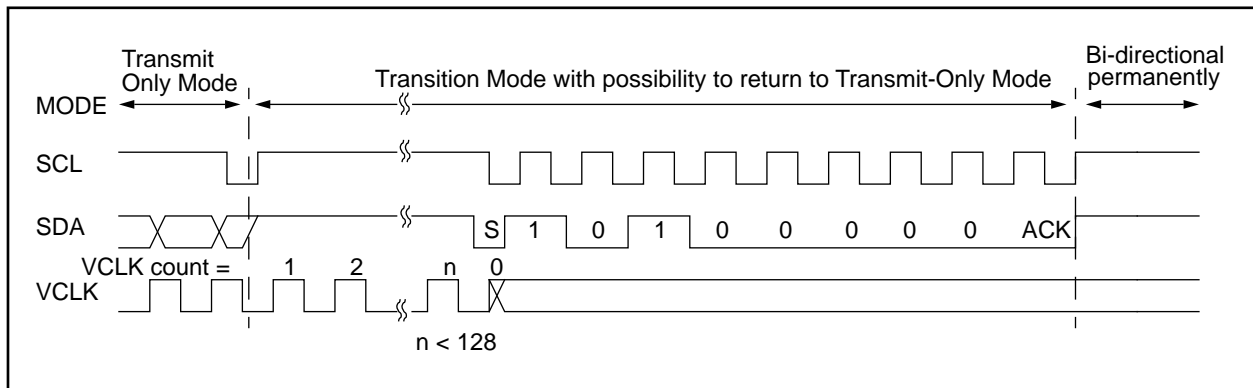 Transmit
Only Mode
Transition Mode with possibility to return to Transmit-Only Mode
Bi-directional
permanently
MODE
SCL
SDA S 1 0 1 0 0 0 0 0 ACK
VCLK count = 1 2 n 0
VCLK
n < 128